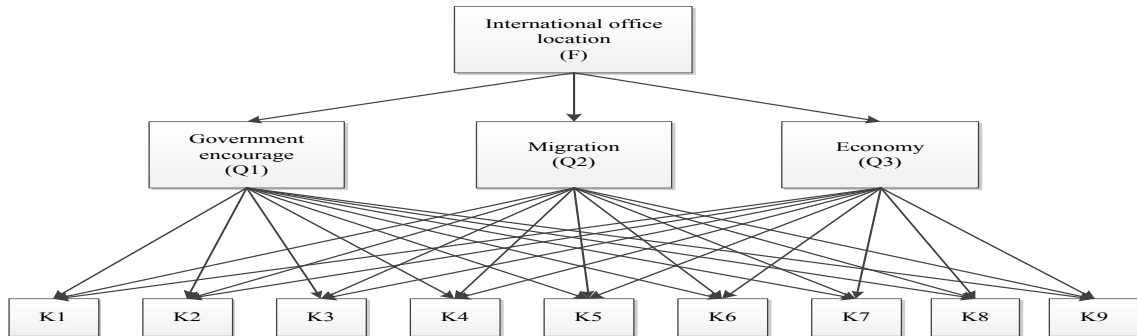 International office
location
(F)
Government
encourage
(Q1)
Migration
(Q2)
Economy
(Q3)
K1
K2
K3
K4
K5
K6
K7
K8
K9